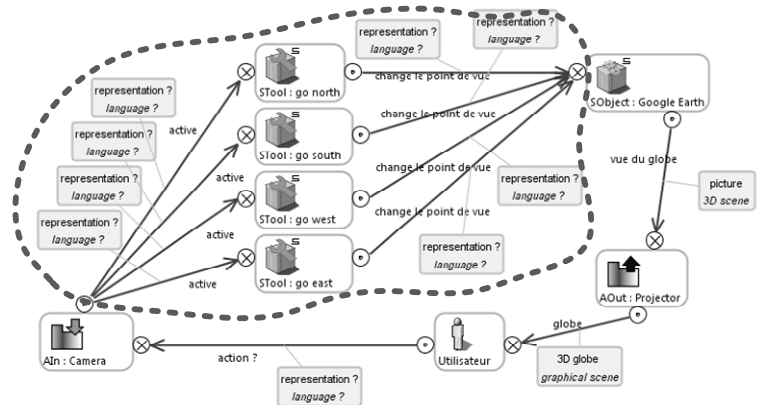 representation ?
language ?
representation ?
language ?
S
STool : go north
change le point de vue
S
SObject : Google Earth
representation ?
language ?
active
S
STool : go south
change le point de vue
representation ?
language ?
active
vue du globe
representation ?
language ?
S
STool : go west
change le point de vue
representation ?
language ?
picture
3D scene
active
representation ?
language ?
S
STool : go east
change le point de vue
representation ?
language ?
active
AOut : Projector
AIn : Camera
action ?
Utilisateur
globe
3D globe
graphical scene
representation ?
language ?